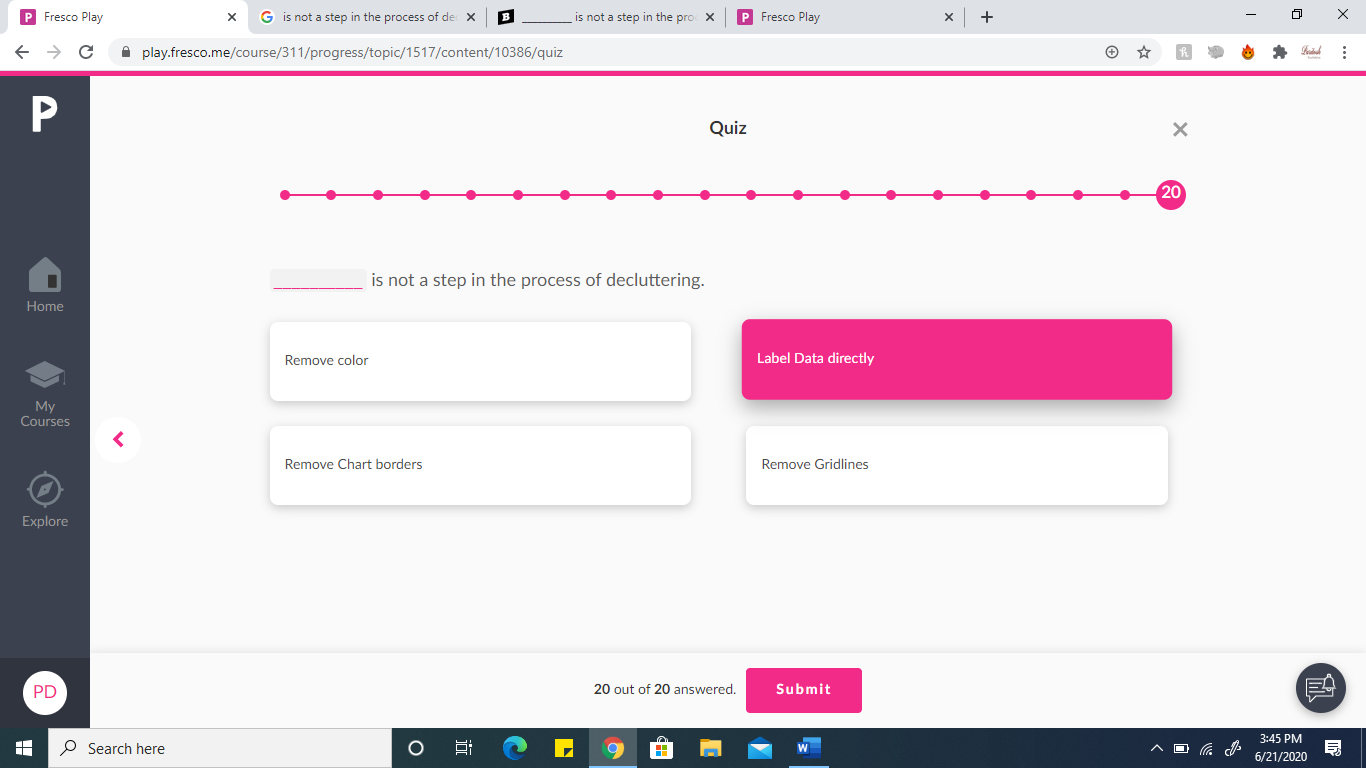 Fresco Play
is not a step in the process of de
_________ is not a step in the pro
Fresco Play
play.fresco.me/course/311/progress/topic/1517/content/10386/quiz
P
Quiz
20
__________ is not a step in the process of decluttering.
Remove color
Label Data directly
Remove Chart borders
Remove Gridlines
Home
My
Courses
Explore
PD
20 out of 20 answered.
Submit
Search here
3:45 PM
6/21/2020